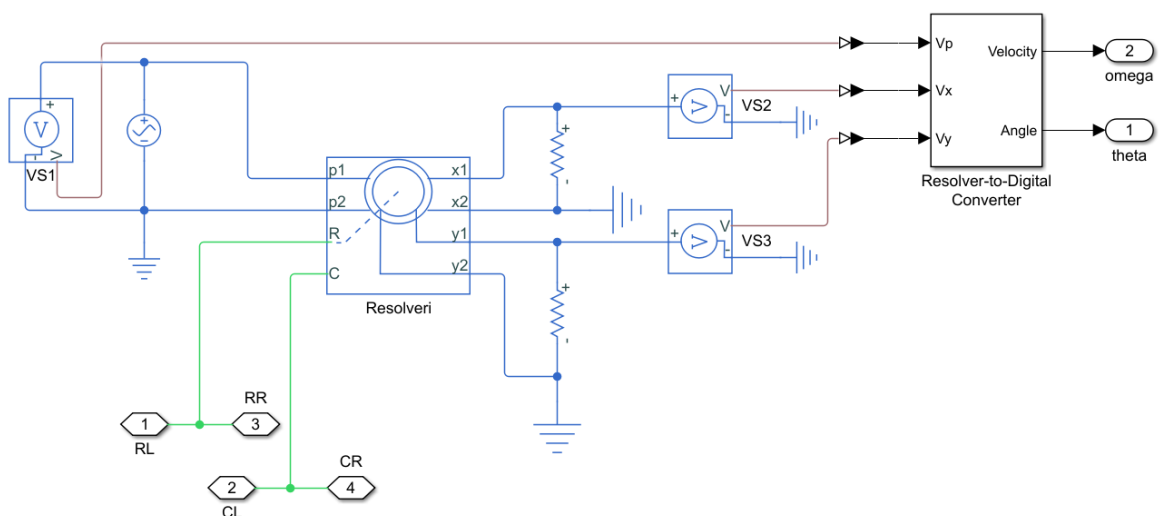 Vp
Velocity
2
omega
+
V
-
V
VS1
+
-
+
V
V
-
VS2
Vx
Angle
1
theta
Vy
Resolver-to-Digital
Converter
p1
x1
+
-
p2
x2
R
y1
+
V
V
-
VS3
C
y2
Resolveri
+
-
RR
1
3
RL
CR
2
4
CL